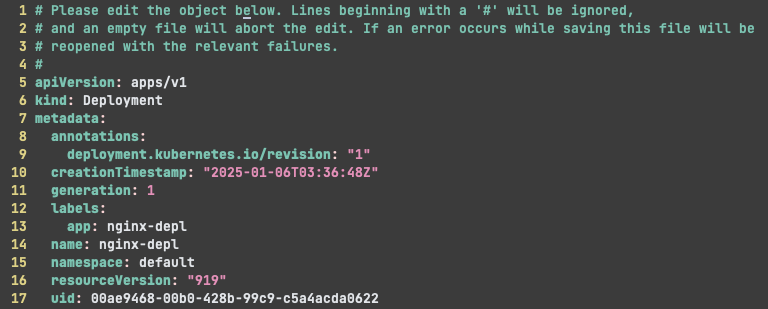 1 # Please edit the object below. Lines beginning with a '#' will be ignored,
2 # and an empty file will abort the edit. If an error occurs while saving this file will be
3 # reopened with the relevant failures.
4 #
5 apiVersion: apps/v1
6 kind: Deployment
7 metadata:
8   annotations:
9     deployment.kubernetes.io/revision: "1"
10   creationTimestamp: "2025-01-06T03:36:48Z"
11   generation: 1
12   labels:
13     app: nginx-depl
14   name: nginx-depl
15   namespace: default
16   resourceVersion: "919"
17   uid: 00ae9468-00b0-428b-99c9-c5a4acda0622